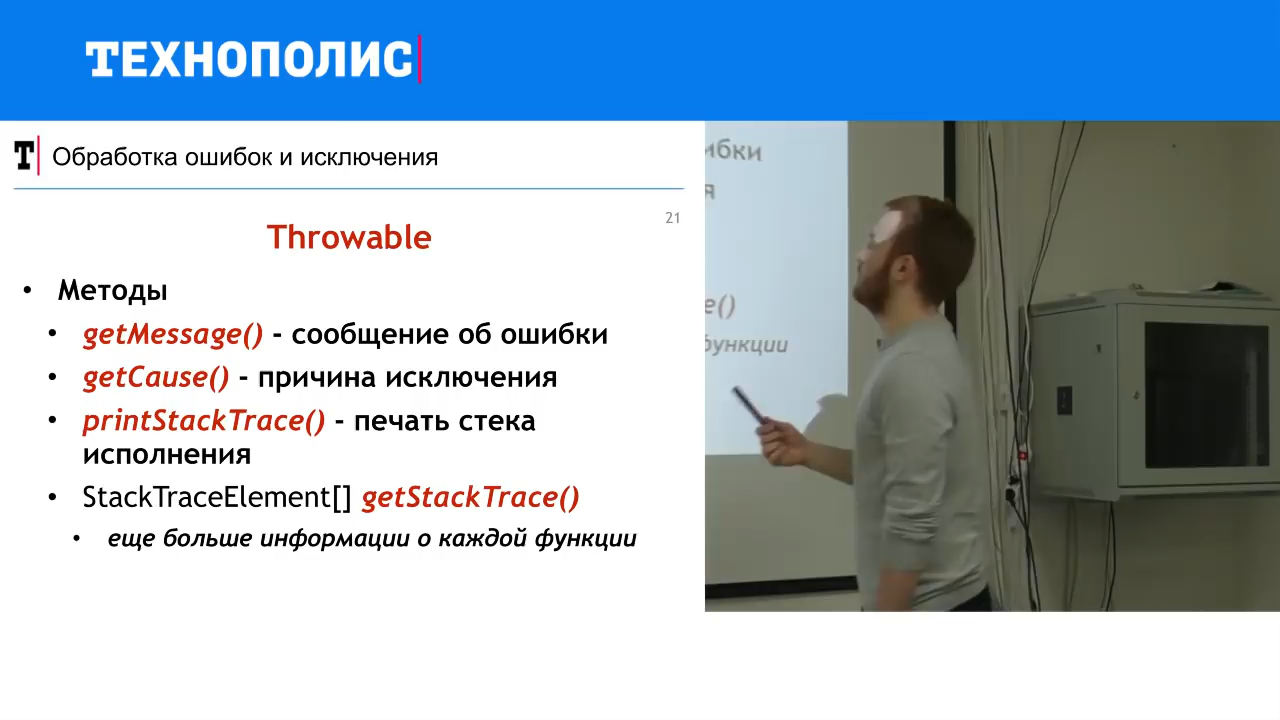 ТЕХНОПОЛИС
Т Обработка ошибок и исключения
21
Throwable
• Методы
• getMessage() - сообщение об ошибки
• getCause() - причина исключения
• printStackTrace() - печать стека
исполнения
• StackTraceElement[] getStackTrace()
• еще больше информации о каждой функции
ибки
я
e()
функции